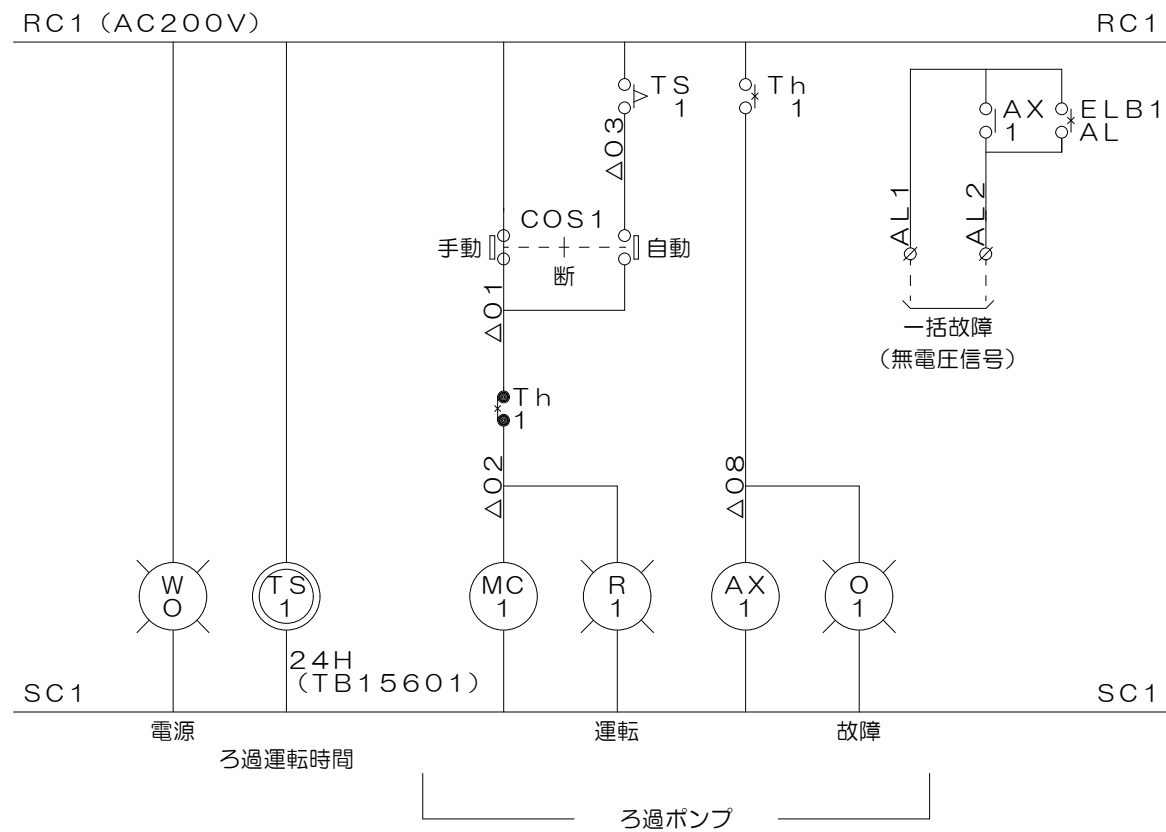 RC1 (AC200V)
RC1
TS
1
Th
1
AX
1
ELB1
AL
△03
AL1
AL2
COS1
手動
自動
断
△01
一括故障
(無電圧信号)
Th
1
△02
△08
W
0
TS
1
MC
1
R
1
AX
1
O
1
24H
(TB15601)
SC1
SC1
電源
運転
故障
ろ過運転時間
ろ過ポンプ